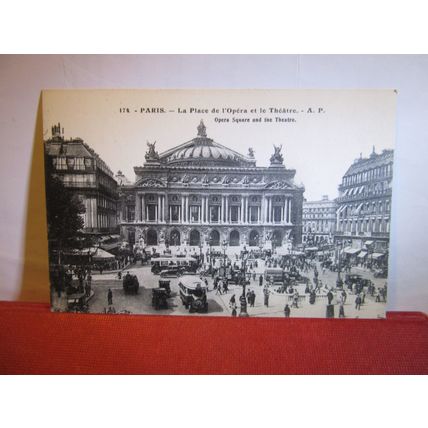 174 - PARIS. — La Place de l'Opéra et le Théâtre. - A. P.
Opera Square and the Theatre.